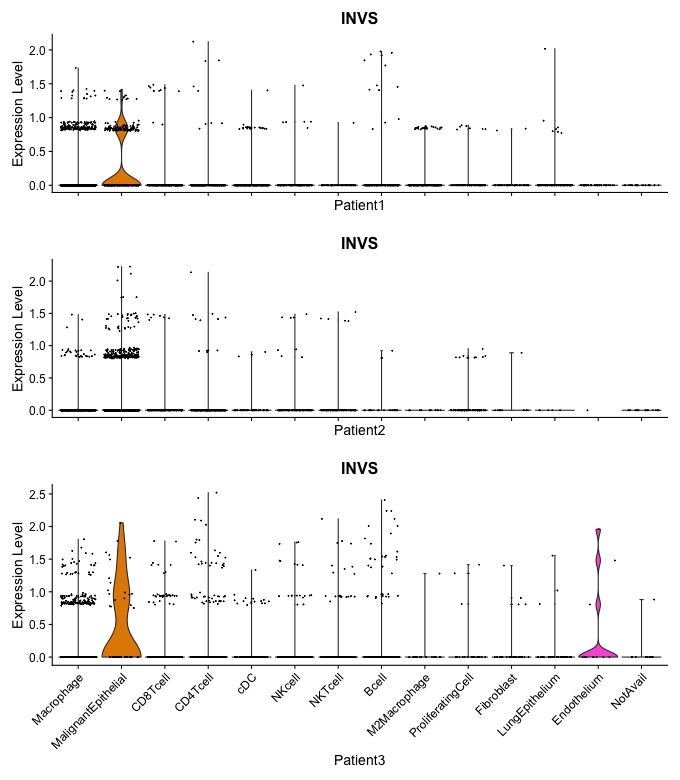 INVS
Expression Level
2.0
1.5
1.0
0.5
0.0
Patient1
INVS
Expression Level
2.0
1.5
1.0
0.5
0.0
Patient2
INVS
Expression Level
2.5
2.0
1.5
1.0
0.5
0.0
Macrophage
MalignantEpithelial
CD8Tcell
CD4Tcell
cDC
NKcell
NKTcell
Bcell
M2Macrophage
ProliferatingCell
Fibroblast
LungEpithelium
Endothelium
NotAvail
Patient3